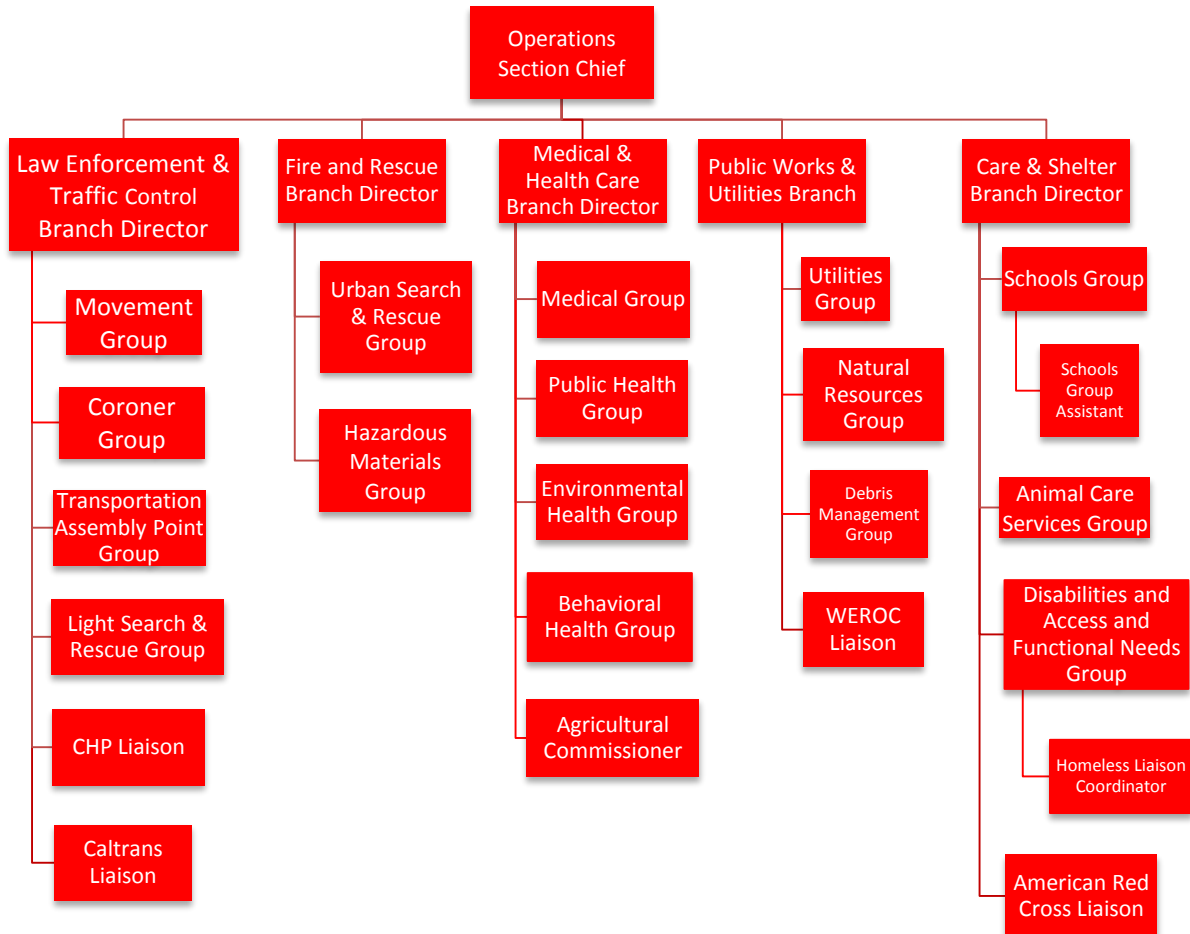 Operations
Section Chief
Law Enforcement &
Traffic Control
Branch Director
Movement
Group
Coroner
Group
Transportation
Assembly Point
Group
Light Search &
Rescue Group
CHP Liaison
Caltrans
Liaison
Fire and Rescue
Branch Director
Urban Search
& Rescue
Group
Hazardous
Materials
Group
Medical &
Health Care
Branch Director
Medical Group
Public Health
Group
Environmental
Health Group
Behavioral
Health Group
Agricultural
Commissioner
Public Works &
Utilities Branch
Utilities
Group
Natural
Resources
Group
Debris
Management
Group
WEROC
Liaison
Care & Shelter
Branch Director
Schools Group
Schools
Group
Assistant
Animal Care
Services Group
Disabilities and
Access and
Functional Needs
Group
Homeless Liaison
Coordinator
American Red
Cross Liaison